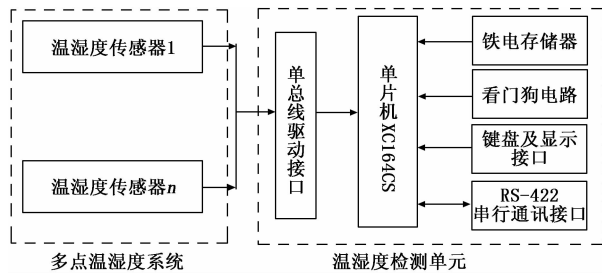 温湿度传感器1
温湿度传感器n
多点温湿度系统
单总线驱动接口
单片机XC164CS
铁电存储器
看门狗电路
键盘及显示
接口
RS-422
串行通讯接口
温湿度检测单元